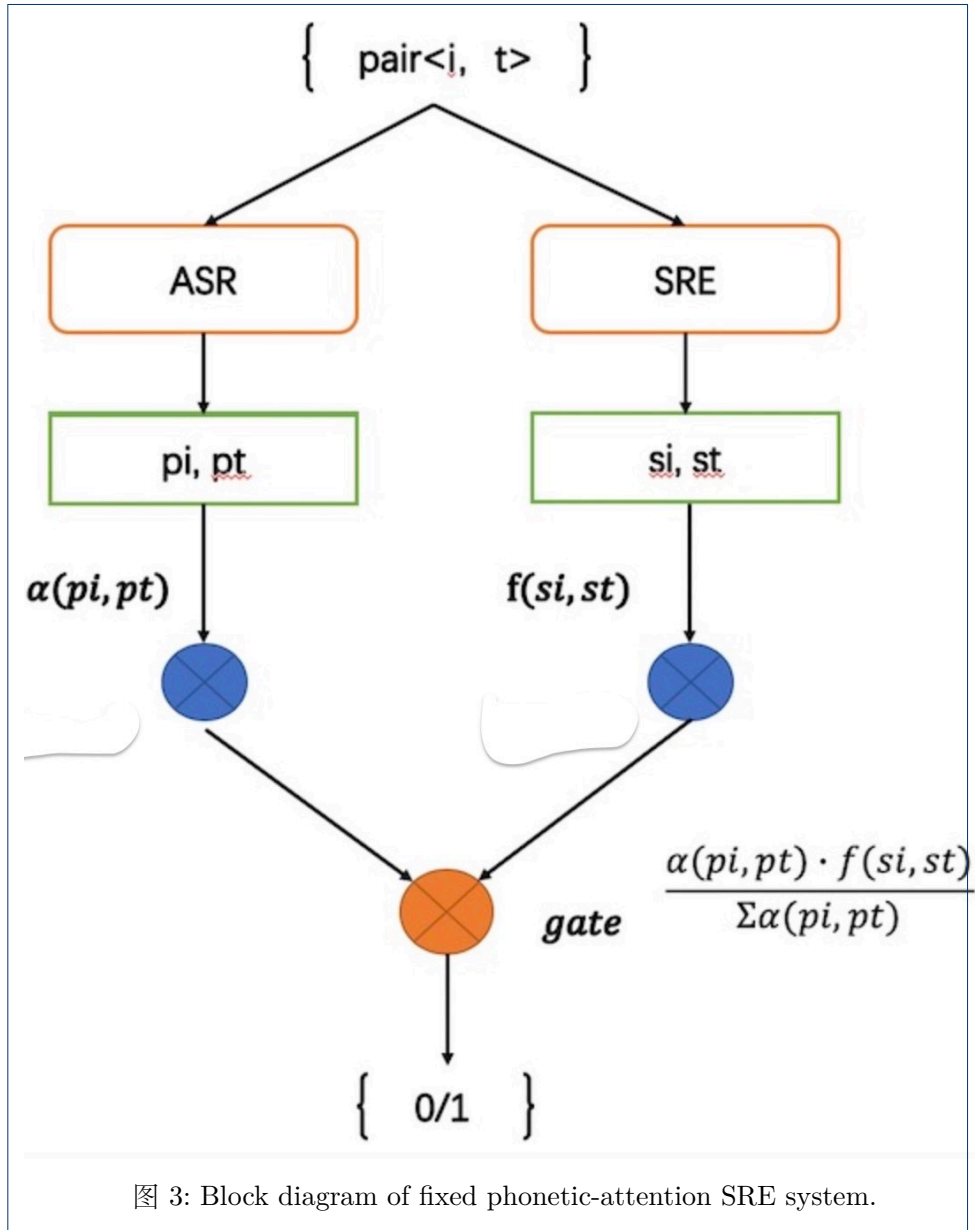 { pair<i, t> }
ASR
SRE
pi, pt
si, st
α(pi,pt)
f(si,st)
α(pi,pt) · f(si,st)
gate
Σα(pi,pt)
{ 0/1 }
图 3: Block diagram of fixed phonetic-attention SRE system.